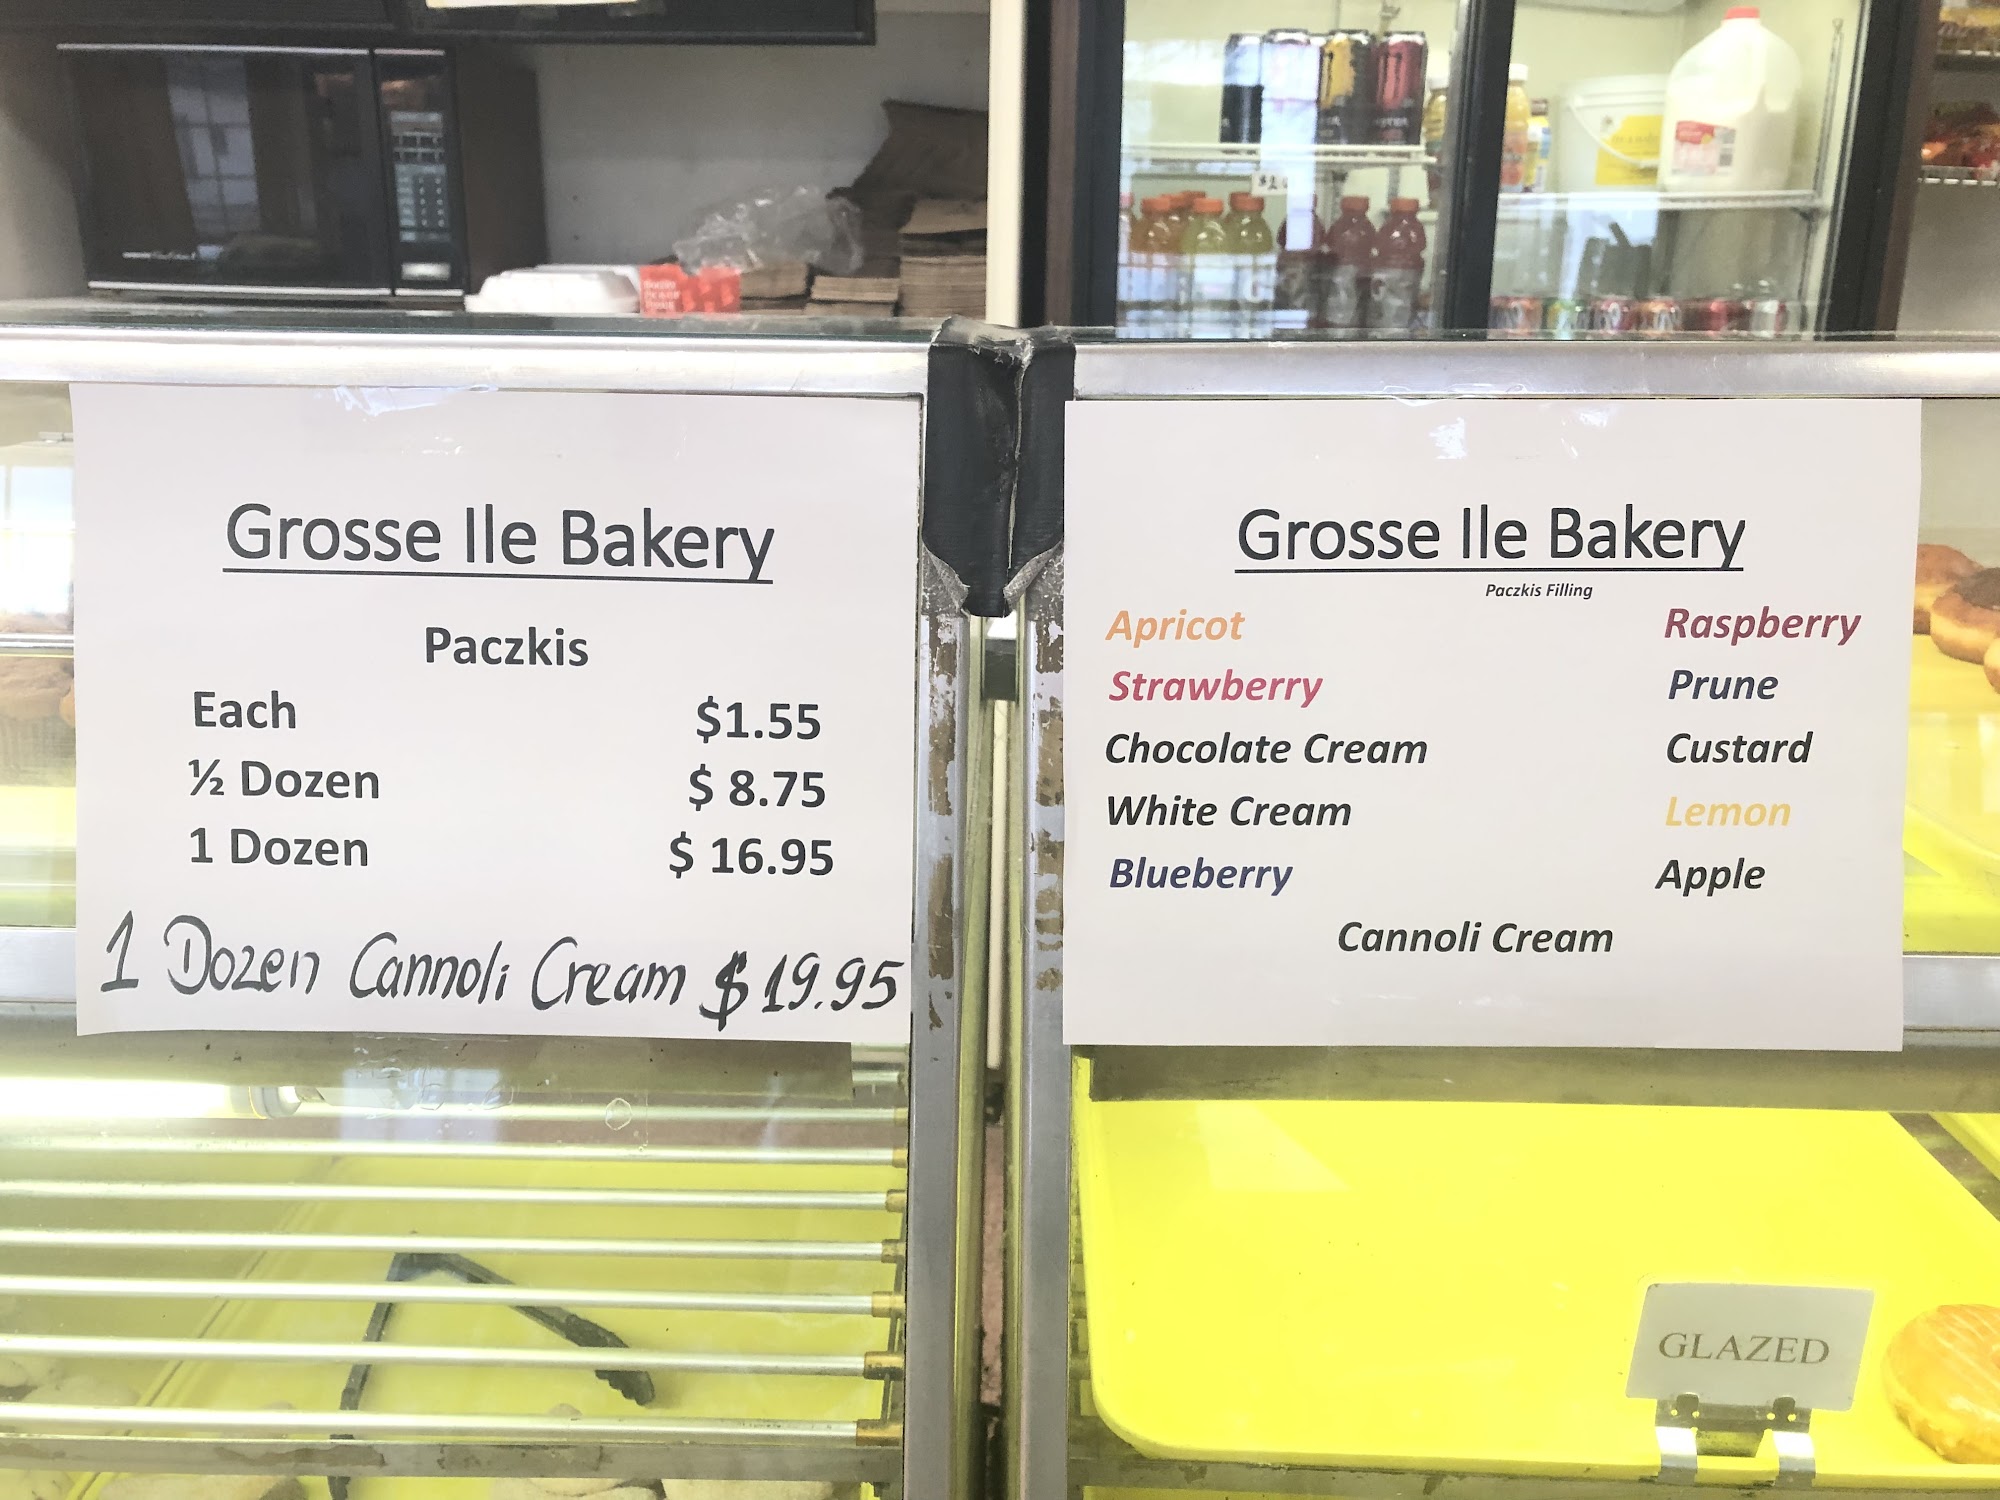 Grosse Ile Bakery
Paczkis
Each $1.55
½ Dozen $ 8.75
1 Dozen $ 16.95
1 Dozen Cannoli Cream $19.95
Grosse Ile Bakery
Paczkis Filling
Apricot Raspberry
Strawberry Prune
Chocolate Cream Custard
White Cream Lemon
Blueberry Apple
Cannoli Cream
GLAZED